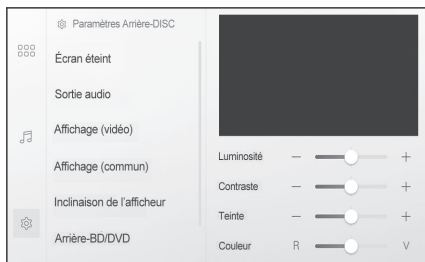 Paramètres Arrière-DISC
Écran éteint
Sortie audio
Affichage (vidéo)
Affichage (commun)
Inclinaison de l'afficheur
Arrière-BD/DVD
Luminosité − +
Contraste − +
Teinte − +
Couleur R V